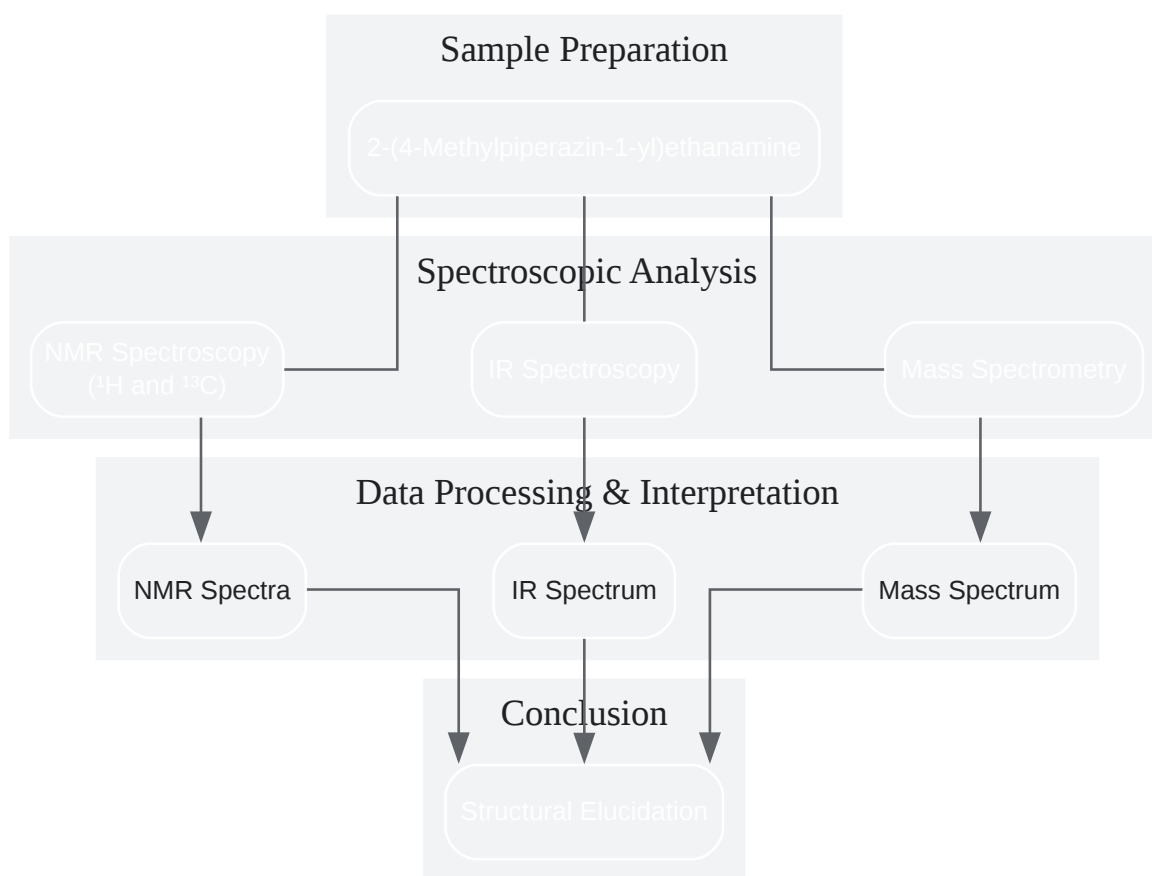 Sample Preparation
2-(4-Methylpiperazin-1-yl)ethanamine
Spectroscopic Analysis
NMR Spectroscopy
(¹H and ¹³C)
IR Spectroscopy
Mass Spectrometry
Data Processing & Interpretation
NMR Spectra
IR Spectrum
Mass Spectrum
Conclusion
Structural Elucidation